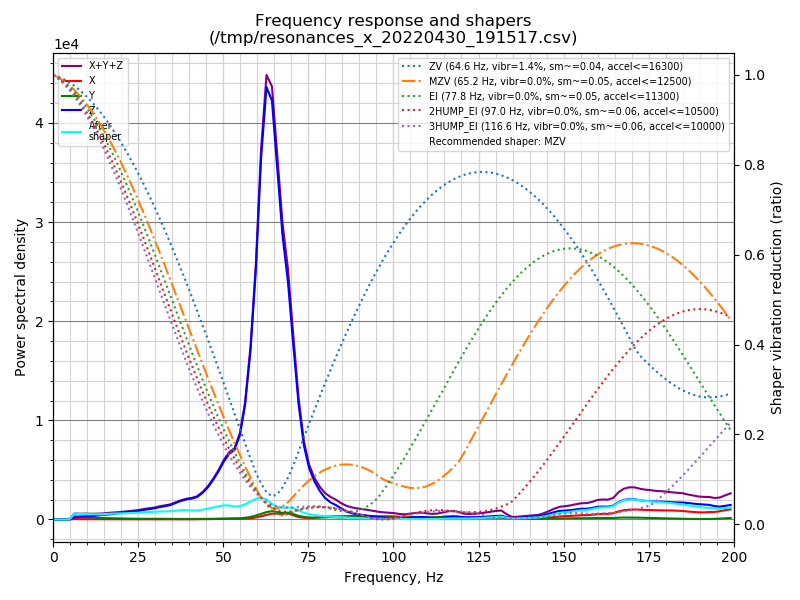 Frequency response and shapers
(/tmp/resonances_x_20220430_191517.csv)
1e4
X+Y+Z
X
Y
Z
After
shaper
ZV (64.6 Hz, vibr=1.4%, sm~=0.04, accel<=16300)
MZV (65.2 Hz, vibr=0.0%, sm~=0.05, accel<=12500)
EI (77.8 Hz, vibr=0.0%, sm~=0.05, accel<=11300)
2HUMP_EI (97.0 Hz, vibr=0.0%, sm~=0.06, accel<=10500)
3HUMP_EI (116.6 Hz, vibr=0.0%, sm~=0.06, accel<=10000)
Recommended shaper: MZV
4
3
2
1
0
Power spectral density
1.0
0.8
0.6
0.4
0.2
0.0
Shaper vibration reduction (ratio)
0 25 50 75 100 125 150 175 200
Frequency, Hz